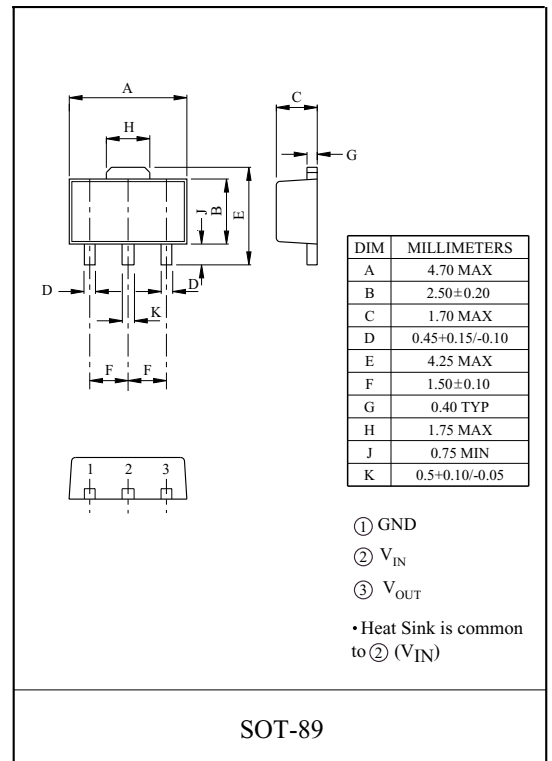 A
H
C
G
J
B
E
D
D
K
F F
DIM MILLIMETERS
A 4.70 MAX
B 2.50±0.20
C 1.70 MAX
D 0.45+0.15/-0.10
E 4.25 MAX
F 1.50±0.10
G 0.40 TYP
H 1.75 MAX
J 0.75 MIN
K 0.5+0.10/-0.05
1 2 3
① GND
② VIN
③ VOUT
• Heat Sink is common
to ② (VIN)
SOT-89